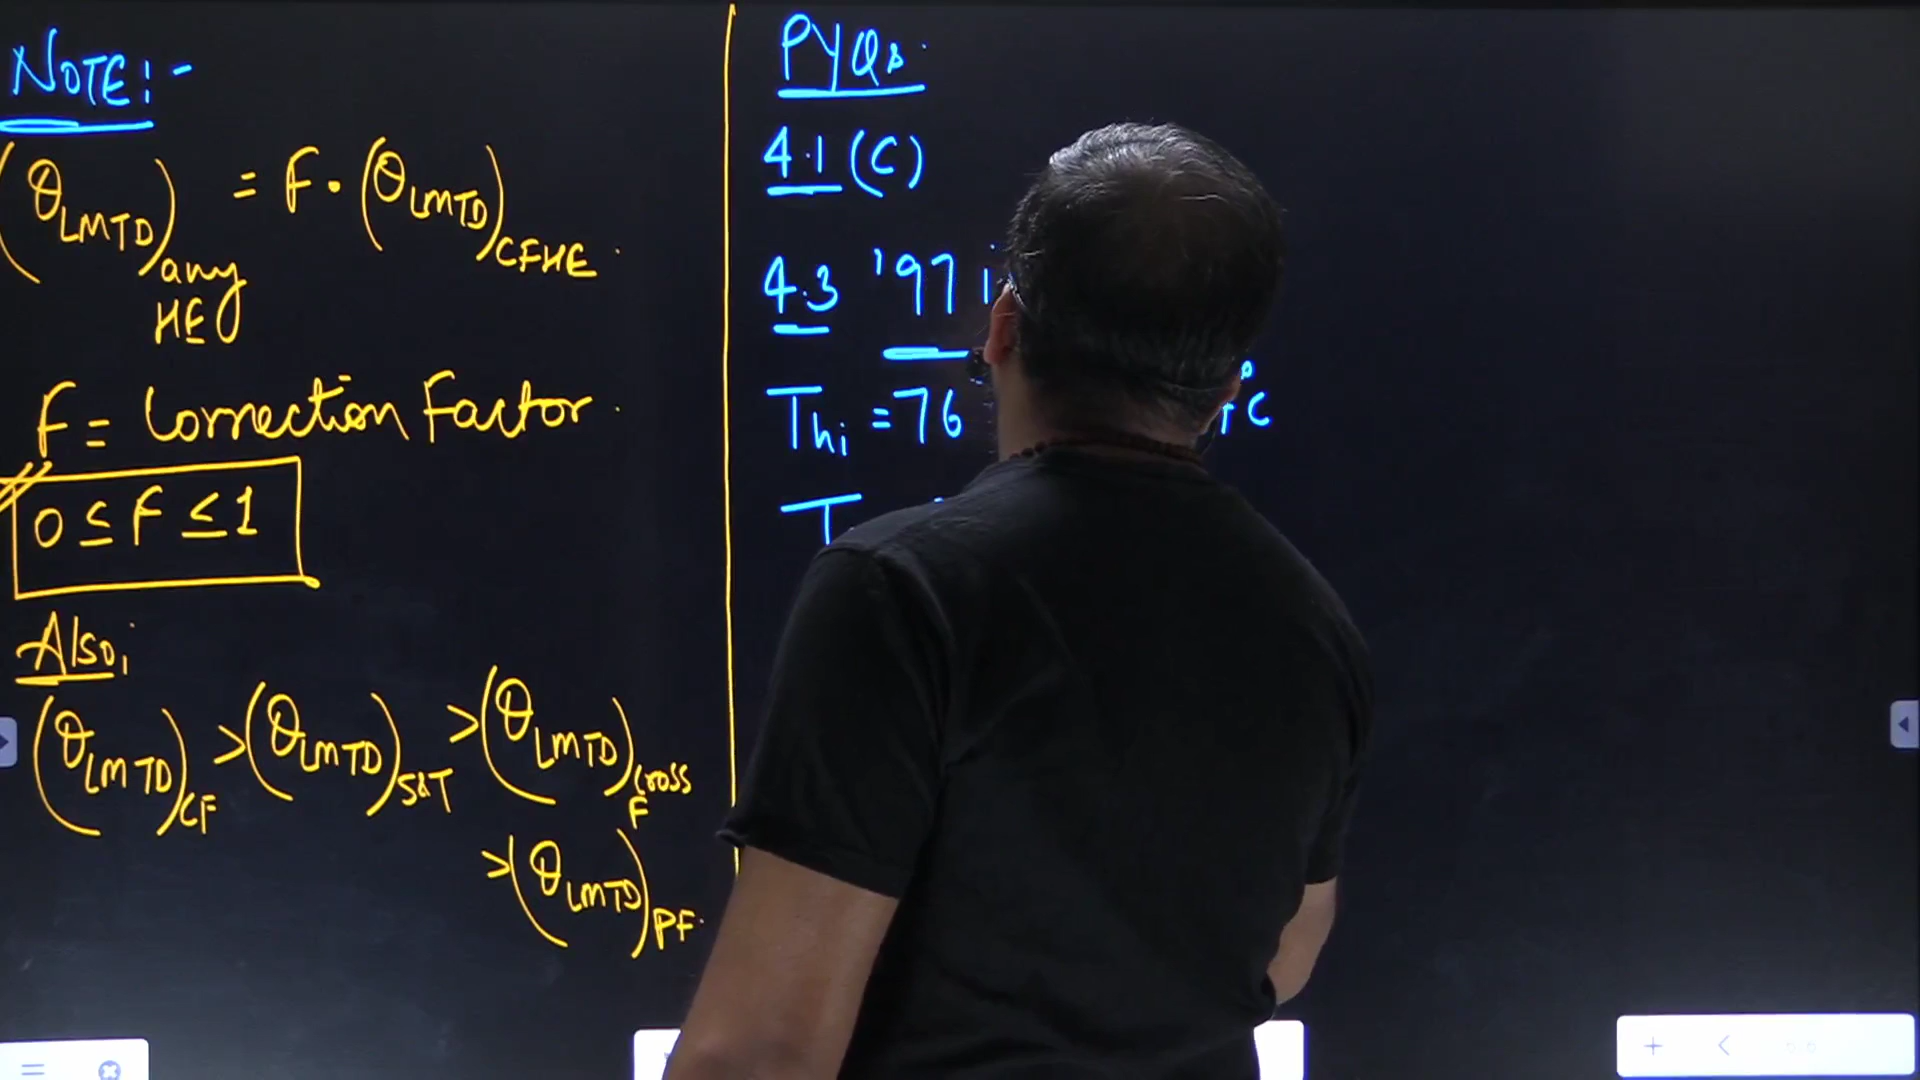 NOTE:-
(θLMTD)any HE = F·(θLMTD)CFHE
F = Correction Factor
0 ≤ F ≤ 1
Also,
(θLMTD)CF > (θLMTD)S&T > (θLMTD)Cross F
> (θLMTD)PF
PYQs
4.1 (C)
4.3 '97
Thi = 76 °C
T